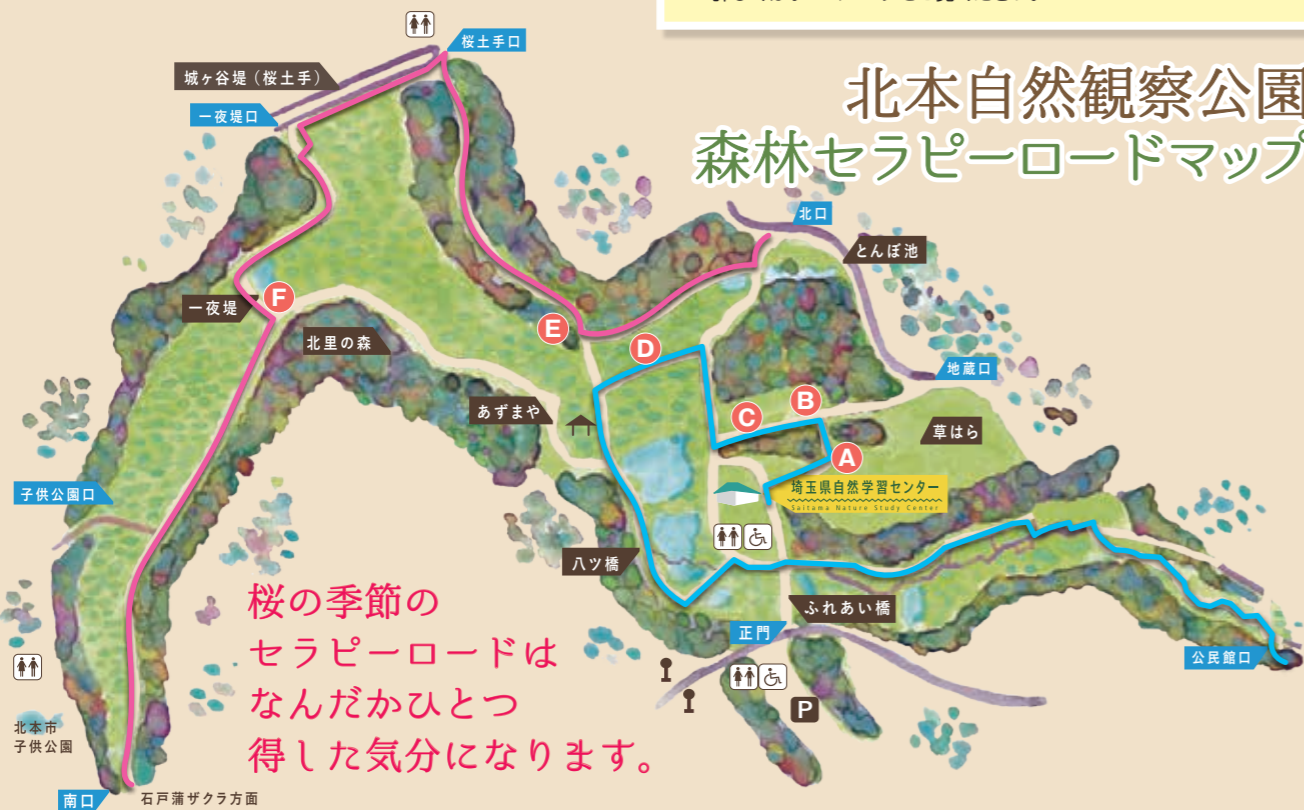 桜土手口
城ヶ谷堤（桜土手）
一夜堤口
北本自然観察公園
森林セラピーロードマップ
北口
とんぼ池
一夜堤
F
北里の森
E
D
地蔵口
あずまや
C
B
草はら
A
子供公園口
埼玉県自然学習センター
Saitama Nature Study Center
八ツ橋
ふれあい橋
正門
公民館口
P
桜の季節の
セラピーロードは
なんだかひとつ
得した気分になります。
北本市
子供公園
南口
石戸蒲ザクラ方面